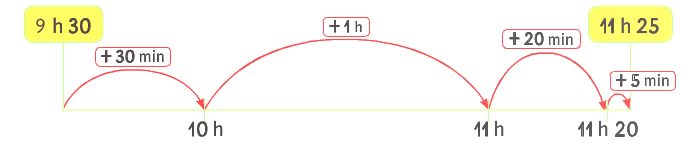 9 h 30
11 h 25
+ 30 min
+ 1 h
+ 20 min
+ 5 min
10 h
11 h
11 h 20